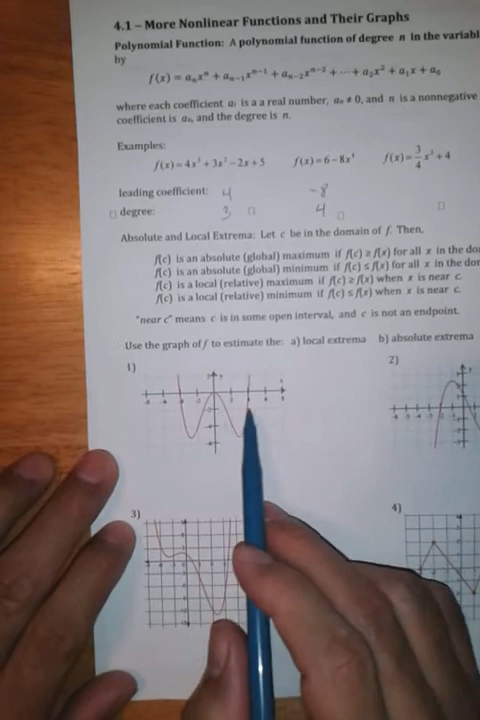 4.1 – More Nonlinear Functions and Their Graphs
Polynomial Function: A polynomial function of degree n in the variabl
by
f(x) = aₙxⁿ + aₙ₋₁xⁿ⁻¹ + aₙ₋₂xⁿ⁻² + ⋯ + a₂x² + a₁x + a₀
where each coefficient aᵢ is a a real number, aₙ ≠ 0, and n is a nonnegative
coefficient is aₙ, and the degree is n.
Examples:
f(x) = 4x³ + 3x² − 2x + 5 f(x) = 6 − 8x⁴ f(x) = 3/4 x² + 4
leading coefficient: 4 -8
degree: 3 4
Absolute and Local Extrema: Let c be in the domain of f. Then,
f(c) is an absolute (global) maximum if f(c) ≥ f(x) for all x in the do
f(c) is an absolute (global) minimum if f(c) ≤ f(x) for all x in the dor
f(c) is a local (relative) maximum if f(c) ≥ f(x) when x is near c.
f(c) is a local (relative) minimum if f(c) ≤ f(x) when x is near c.
"near c" means c is in some open interval, and c is not an endpoint.
Use the graph of f to estimate the: a) local extrema b) absolute extrema
1)
2)
3)
4)